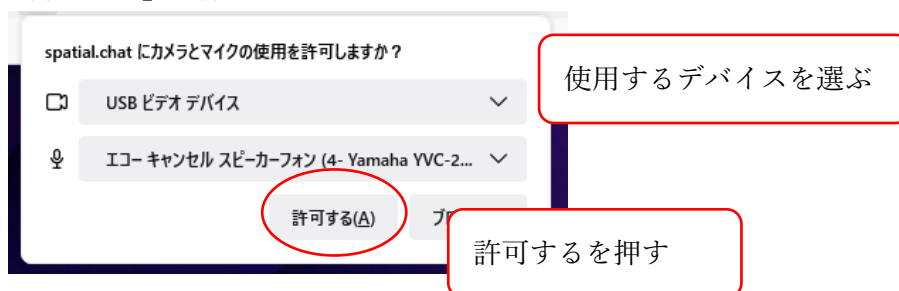 spatial.chat にカメラとマイクの使用を許可しますか？
使用するデバイスを選ぶ
USB ビデオ デバイス
エコー キャンセル スピーカーフォン (4- Yamaha YVC-2...
許可する(A)
許可するを押す